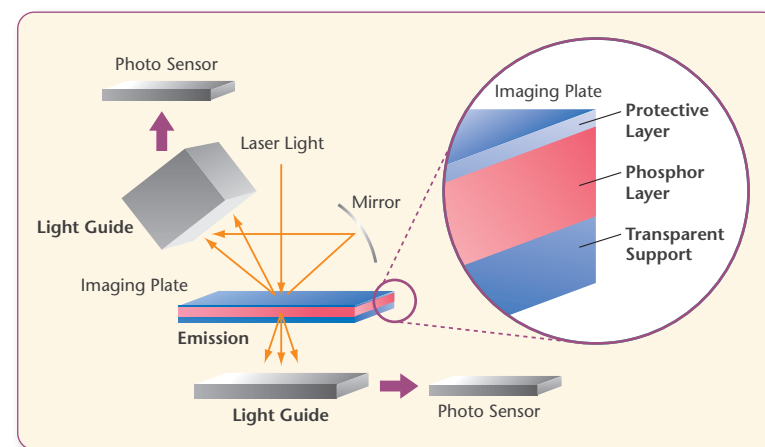 Photo Sensor
Laser Light
Mirror
Light Guide
Imaging Plate
Emission
Light Guide
Photo Sensor
Imaging Plate
Protective
Layer
Phosphor
Layer
Transparent
Support